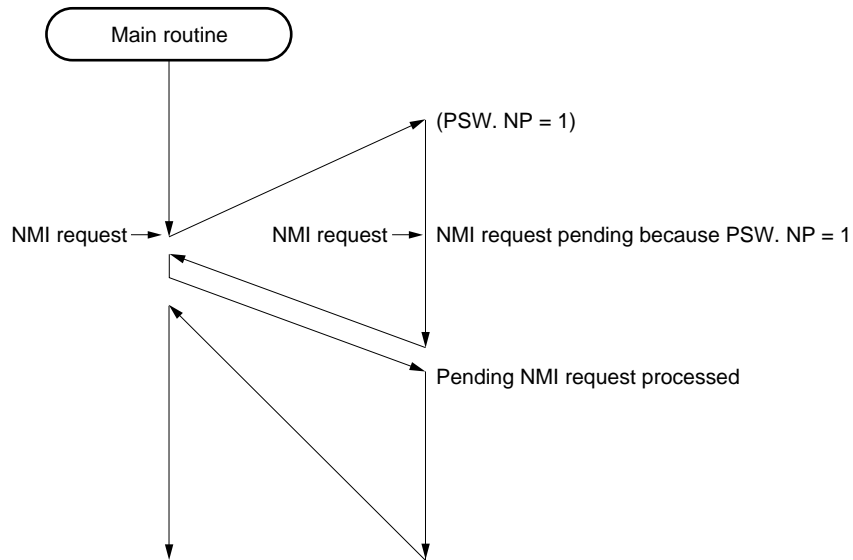 Main routine
(PSW. NP = 1)
NMI request
NMI request
NMI request pending because PSW. NP = 1
Pending NMI request processed